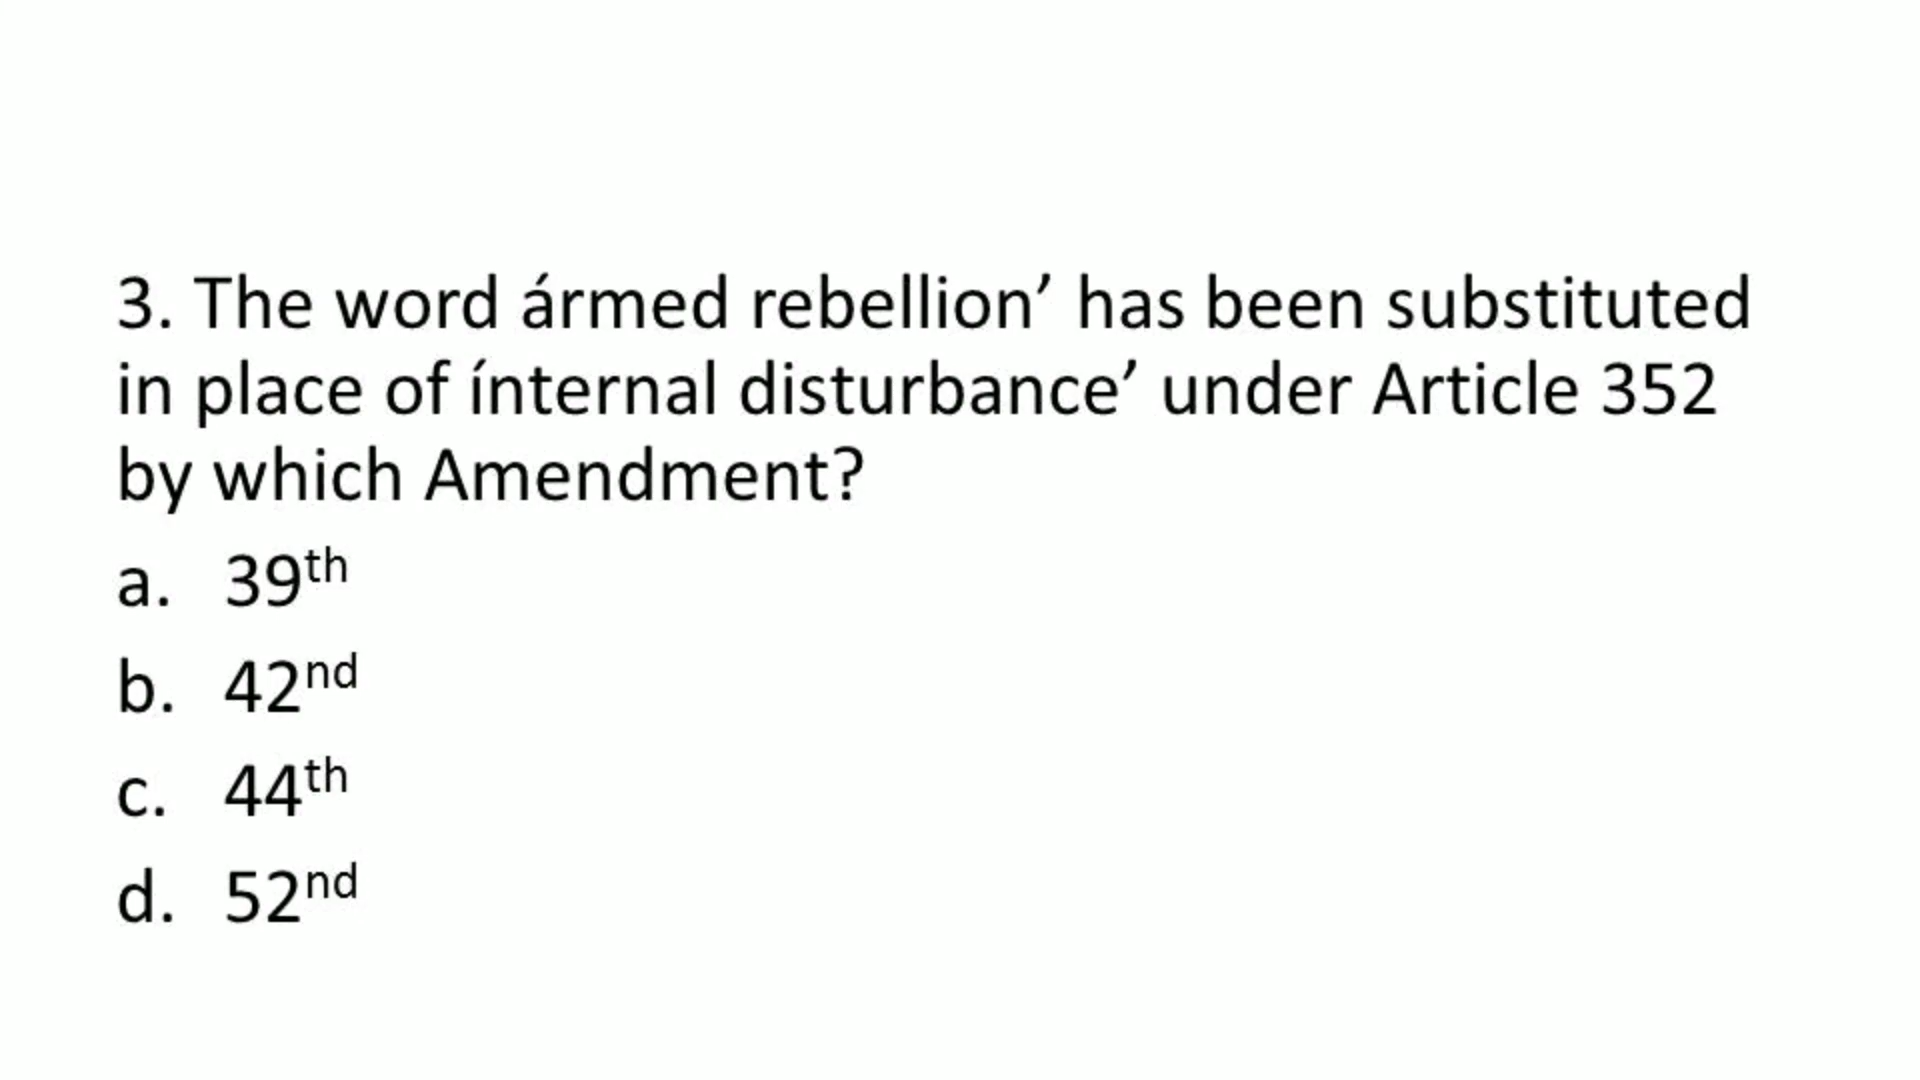 3. The word ármed rebellion’ has been substituted
in place of ínternal disturbance’ under Article 352
by which Amendment?
a. 39th
b. 42nd
c. 44th
d. 52nd